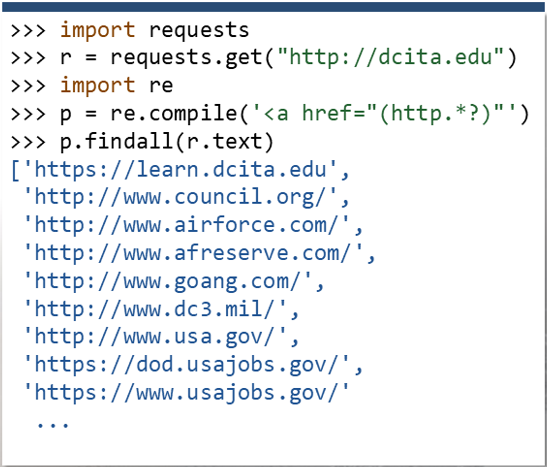 >>> import requests
>>> r = requests.get("http://dcita.edu")
>>> import re
>>> p = re.compile('<a href="(http.*?)"')
>>> p.findall(r.text)
['https://learn.dcita.edu',
 'http://www.council.org/',
 'http://www.airforce.com/',
 'http://www.afreserve.com/',
 'http://www.goang.com/',
 'http://www.dc3.mil/',
 'http://www.usa.gov/',
 'https://dod.usajobs.gov/',
 'https://www.usajobs.gov/'
  ...